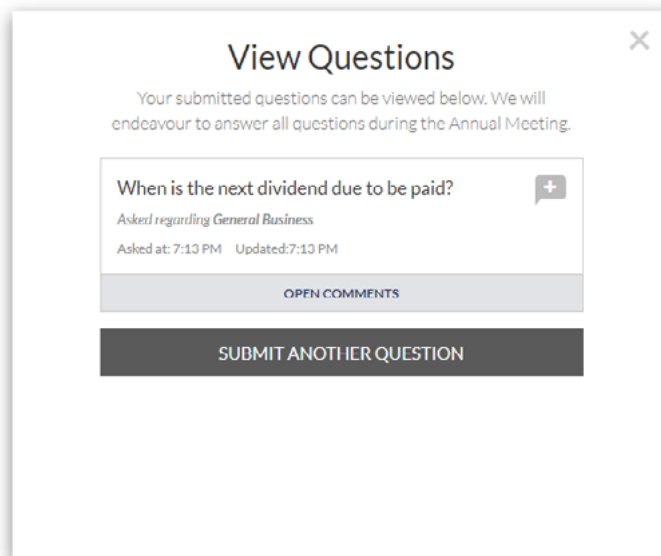 View Questions
Your submitted questions can be viewed below. We will
endeavour to answer all questions during the Annual Meeting.
When is the next dividend due to be paid?
Asked regarding General Business
Asked at: 7:13 PM Updated:7:13 PM
OPEN COMMENTS
SUBMIT ANOTHER QUESTION